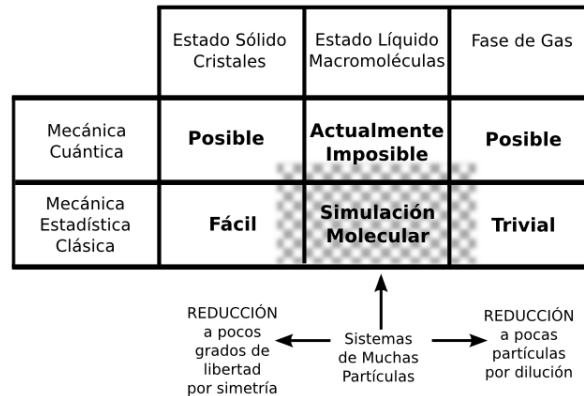 Estado Sólido
Cristales
Estado Líquido
Macromoléculas
Fase de Gas
Mecánica
Cuántica
Posible
Actualmente
Imposible
Posible
Mecánica
Estadística
Clásica
Fácil
Simulación
Molecular
Trivial
REDUCCIÓN
a pocos
grados de
libertad
por simetría
Sistemas
de Muchas
Partículas
REDUCCIÓN
a pocas
partículas
por dilución